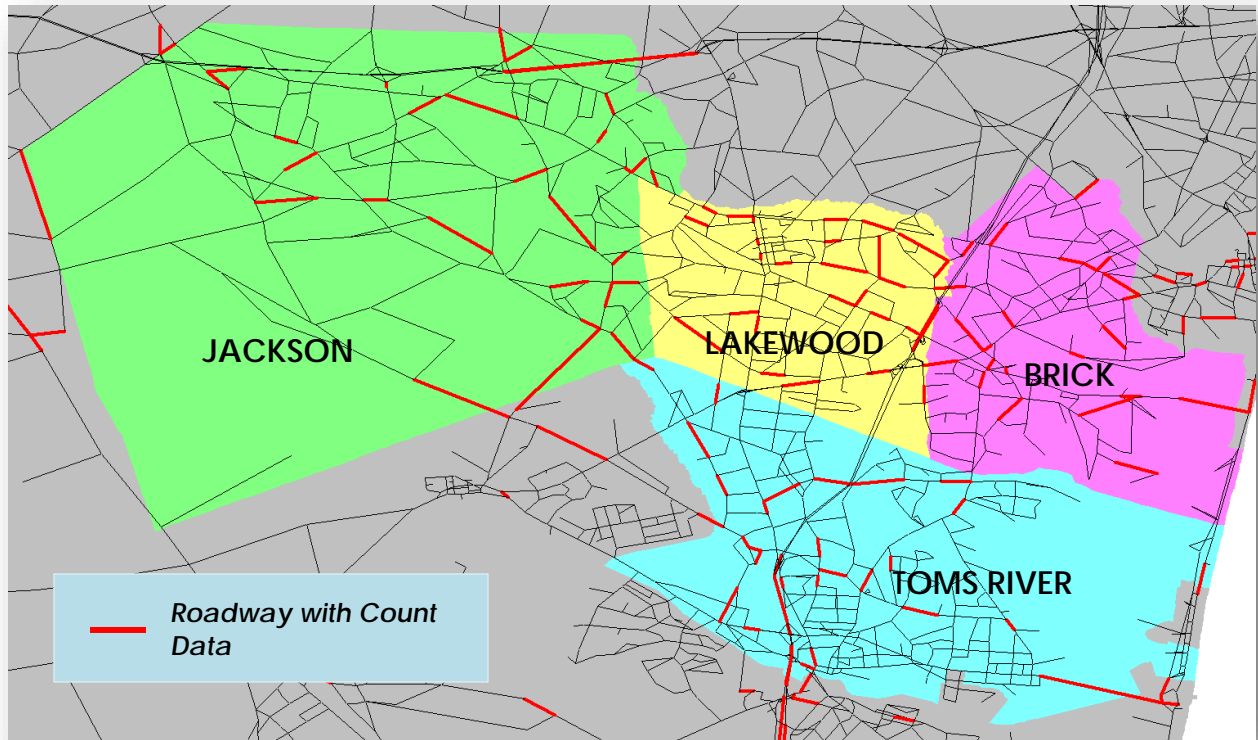 JACKSON
LAKEWOOD
BRICK
TOMS RIVER
Roadway with Count
Data